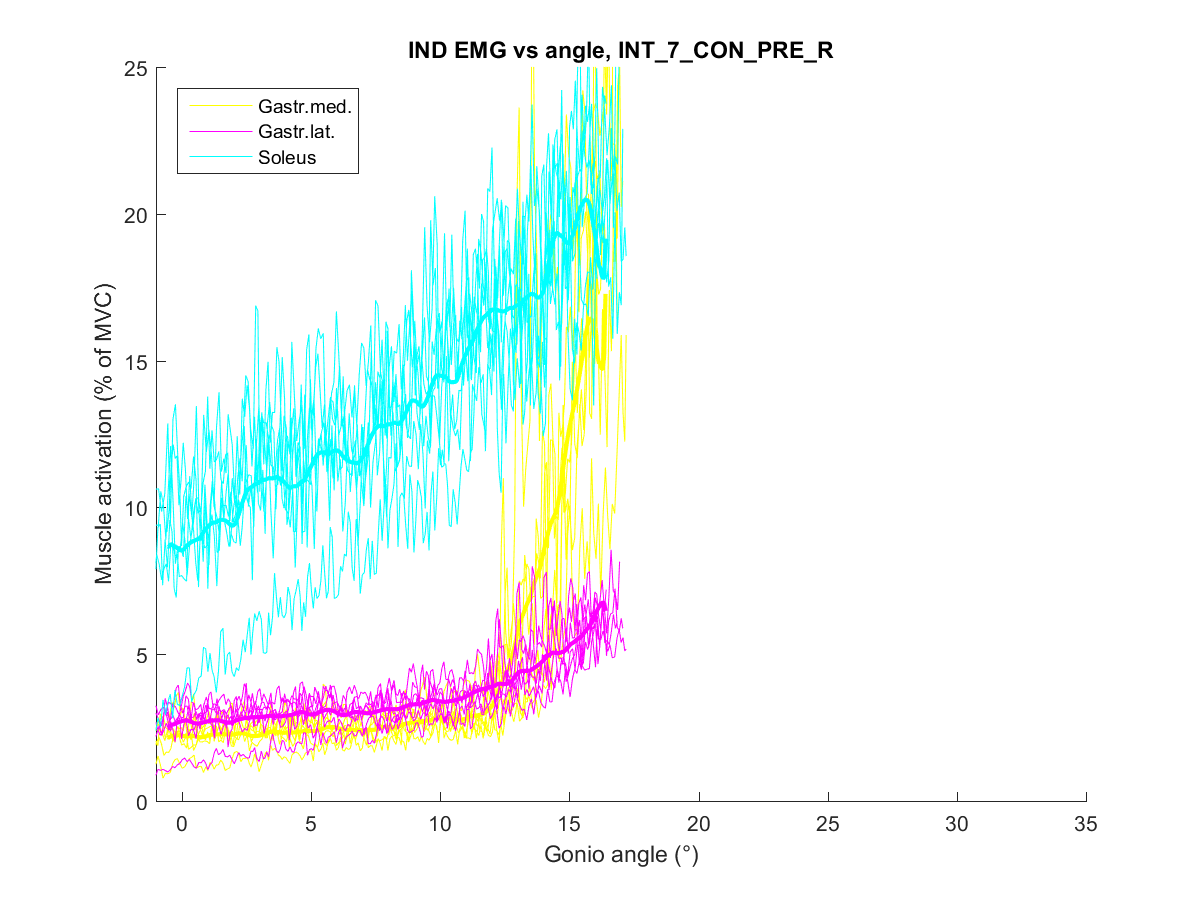 IND EMG vs angle, INT_7_CON_PRE_R
25
Gastr.med.
Gastr.lat.
Soleus
20
15
10
5
0
Muscle activation (% of MVC)
0 5 10 15 20 25 30 35
Gonio angle (°)